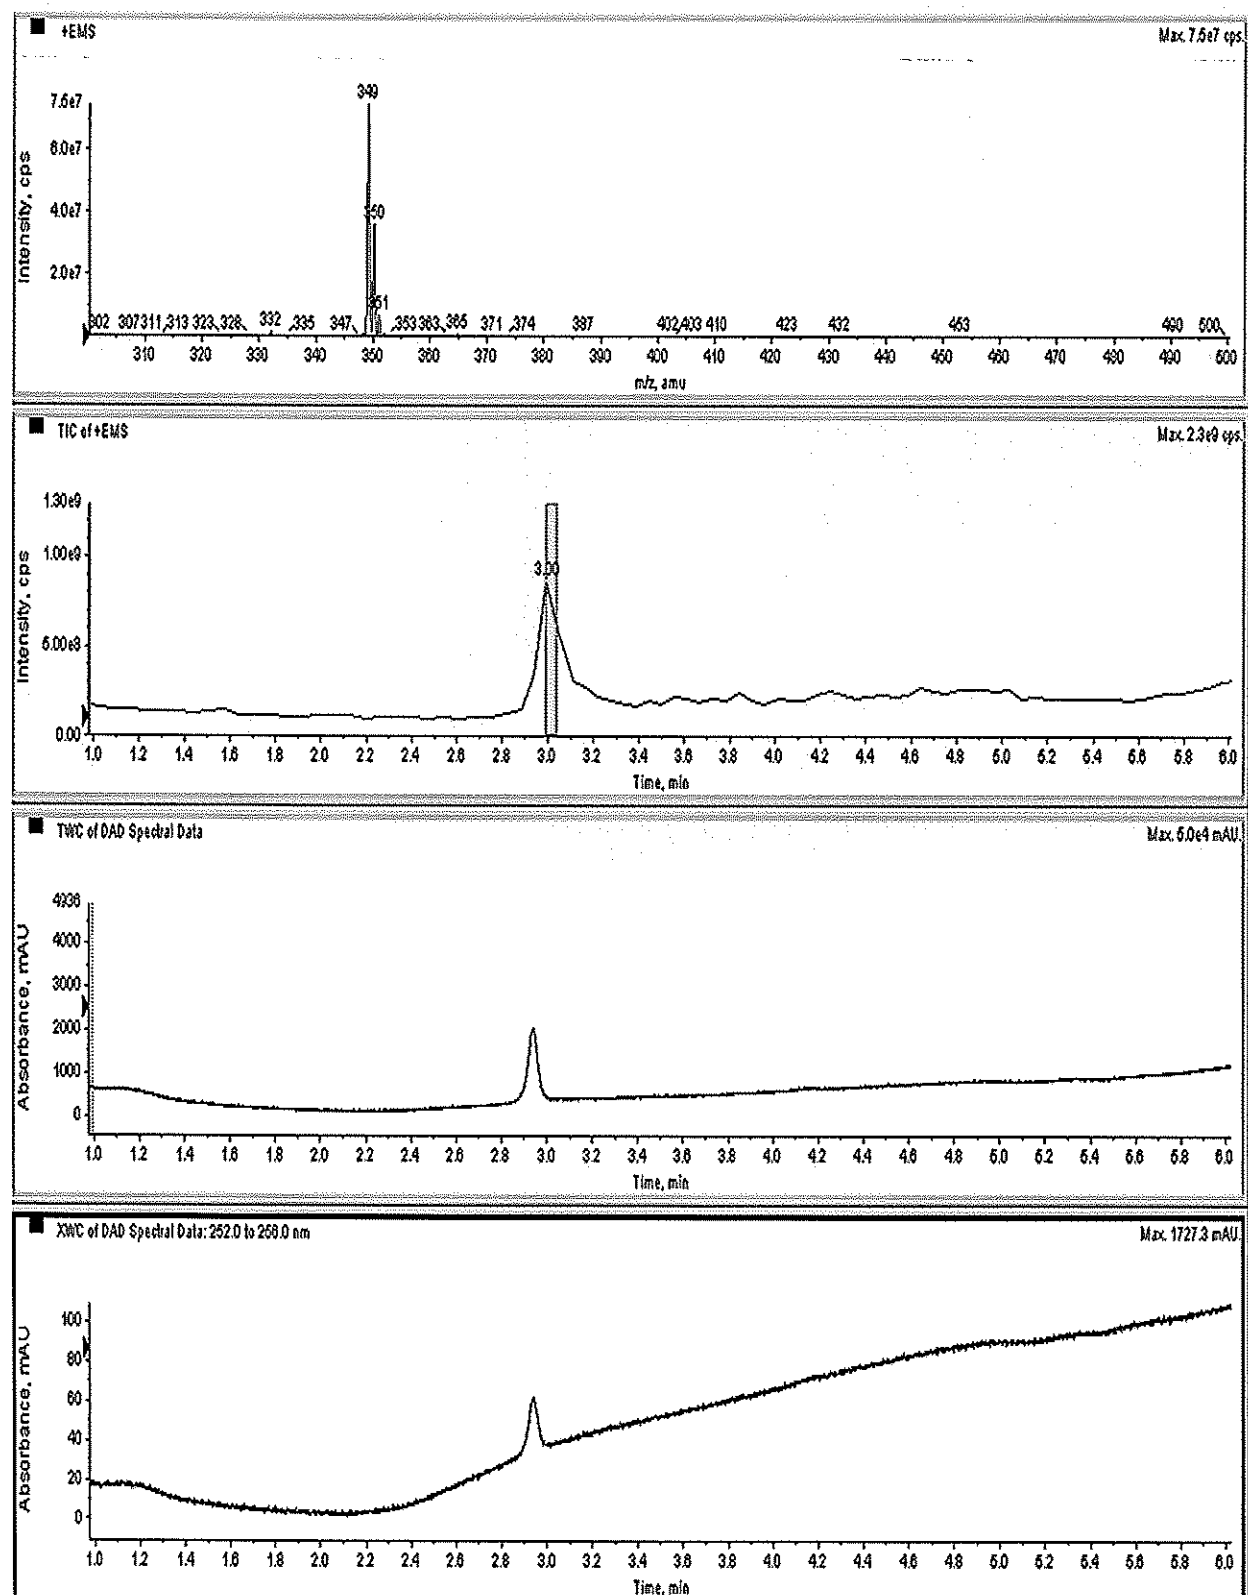 +EMS Max. 7.5e7 cps.
349
7.5e7
6.0e7
350
4.0e7
2.0e7
351
302 307 311 313 323 328 332 335 347 353 363 365 371 374 387 402 403 410 423 432 453 490 500
310 320 330 340 350 360 370 380 390 400 410 420 430 440 450 460 470 480 490 500
m/z, amu
Intensity, cps
TIC of +EMS Max. 2.3e9 cps.
1.30e9
1.00e9
3.00
5.00e8
0.00
1.0 1.2 1.4 1.6 1.8 2.0 2.2 2.4 2.6 2.8 3.0 3.2 3.4 3.6 3.8 4.0 4.2 4.4 4.6 4.8 5.0 5.2 5.4 5.6 5.8 6.0
Time, min
Intensity, cps
TWC of DAD Spectral Data Max. 5.0e4 mAU.
4936
4000
3000
2000
1000
0
1.0 1.2 1.4 1.6 1.8 2.0 2.2 2.4 2.6 2.8 3.0 3.2 3.4 3.6 3.8 4.0 4.2 4.4 4.6 4.8 5.0 5.2 5.4 5.6 5.8 6.0
Time, min
Absorbance, mAU
XWC of DAD Spectral Data: 252.0 to 256.0 nm Max. 1727.3 mAU.
100
80
60
40
20
0
1.0 1.2 1.4 1.6 1.8 2.0 2.2 2.4 2.6 2.8 3.0 3.2 3.4 3.6 3.8 4.0 4.2 4.4 4.6 4.8 5.0 5.2 5.4 5.6 5.8 6.0
Time, min
Absorbance, mAU